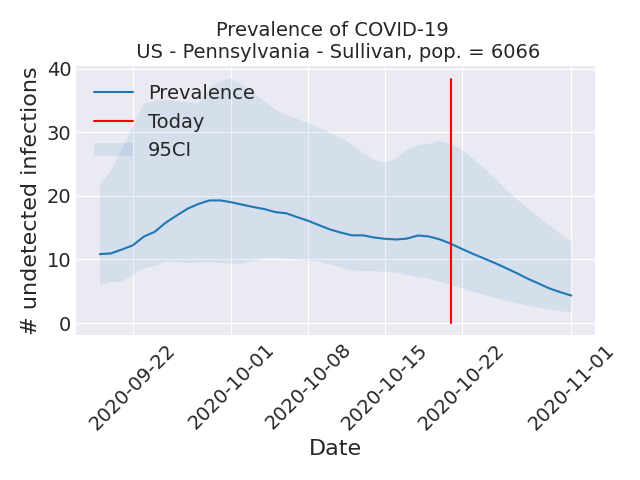 Prevalence of COVID-19
US - Pennsylvania - Sullivan, pop. = 6066
# undetected infections
40
30
20
10
0
Prevalence
Today
95CI
2020-09-22
2020-10-01
2020-10-08
2020-10-15
2020-10-22
2020-11-01
Date